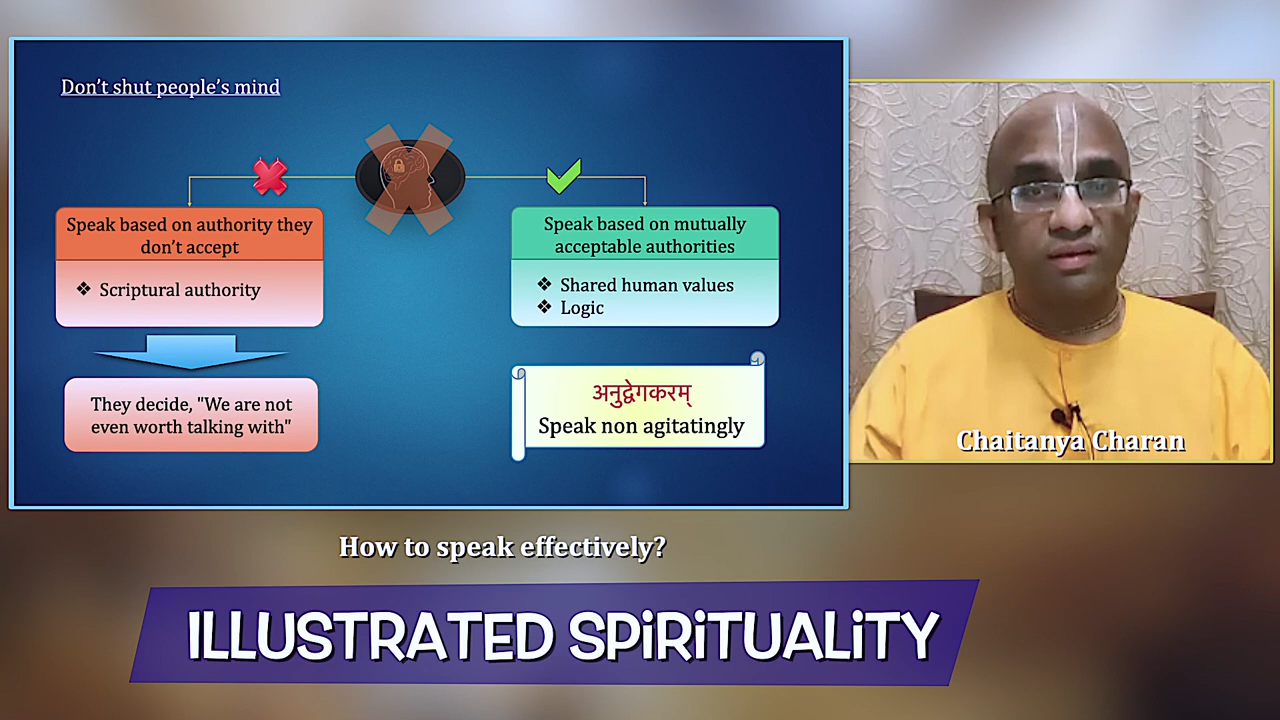 Don't shut people's mind
Speak based on authority they
don't accept
❖ Scriptural authority
They decide, "We are not
even worth talking with"
Speak based on mutually
acceptable authorities
❖ Shared human values
❖ Logic
अनुद्वेगकरम्
Speak non agitatingly
Chaitanya Charan
How to speak effectively?
ILLUSTRATED SPiRiTUALiTY